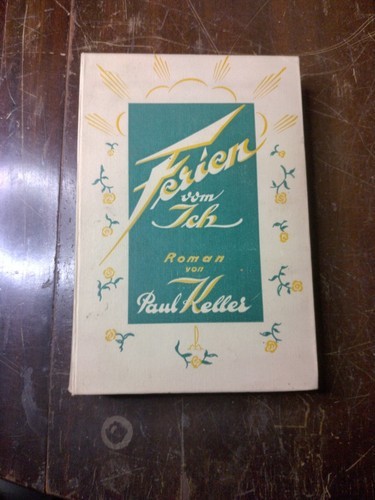 Ferien
vom
Ich
Roman
von
Paul Keller